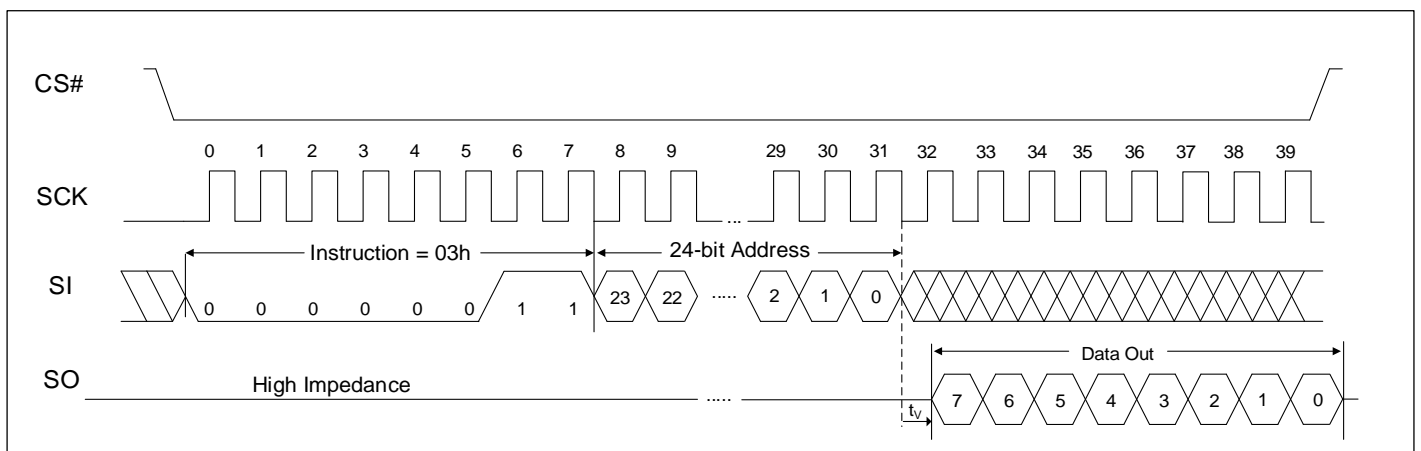 CS#
0 1 2 3 4 5 6 7 8 9 29 30 31 32 33 34 35 36 37 38 39
SCK
...
Instruction = 03h 24-bit Address
SI
0 0 0 0 0 0 1 1 23 22 ..... 2 1 0
Data Out
SO
High Impedance ..... 7 6 5 4 3 2 1 0
tV